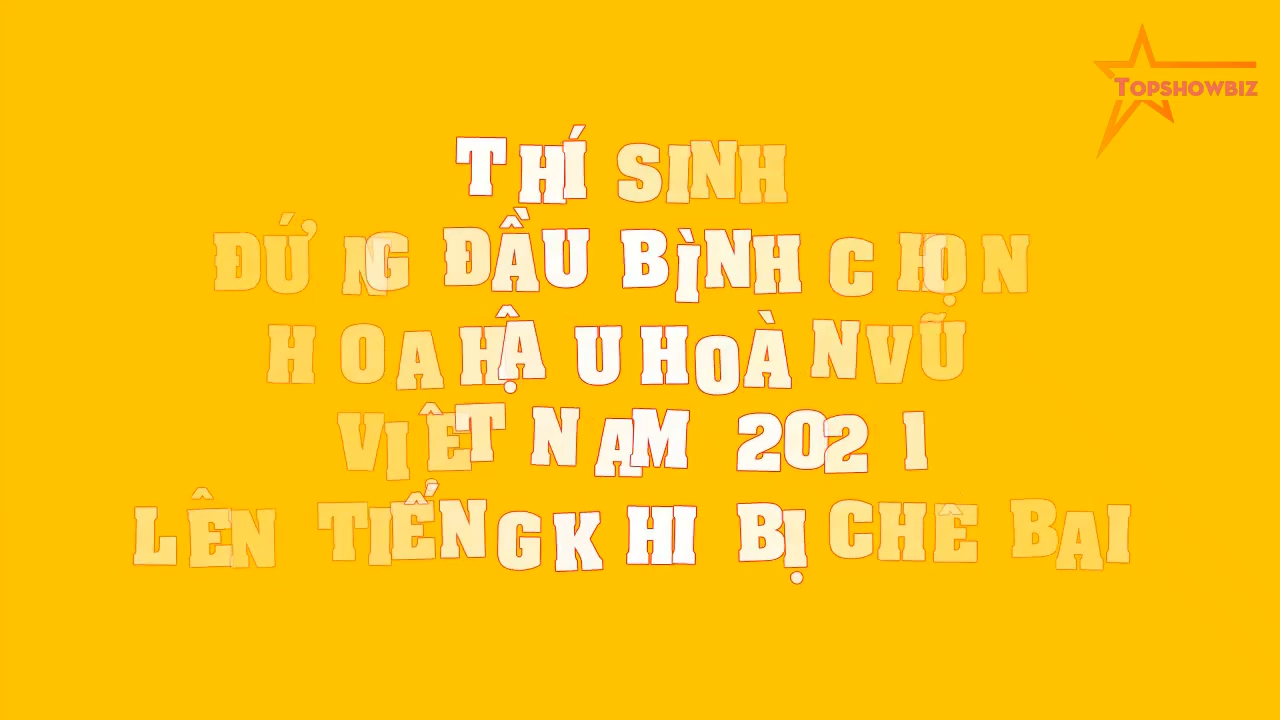 TOPSHOWBIZ
THÍ SINH
ĐỨNG ĐẦU BÌNH CHỌN
HOA HẬU HOÀN VŨ
VIỆT NAM 2021
LÊN TIẾNG KHI BỊ CHÊ BAI